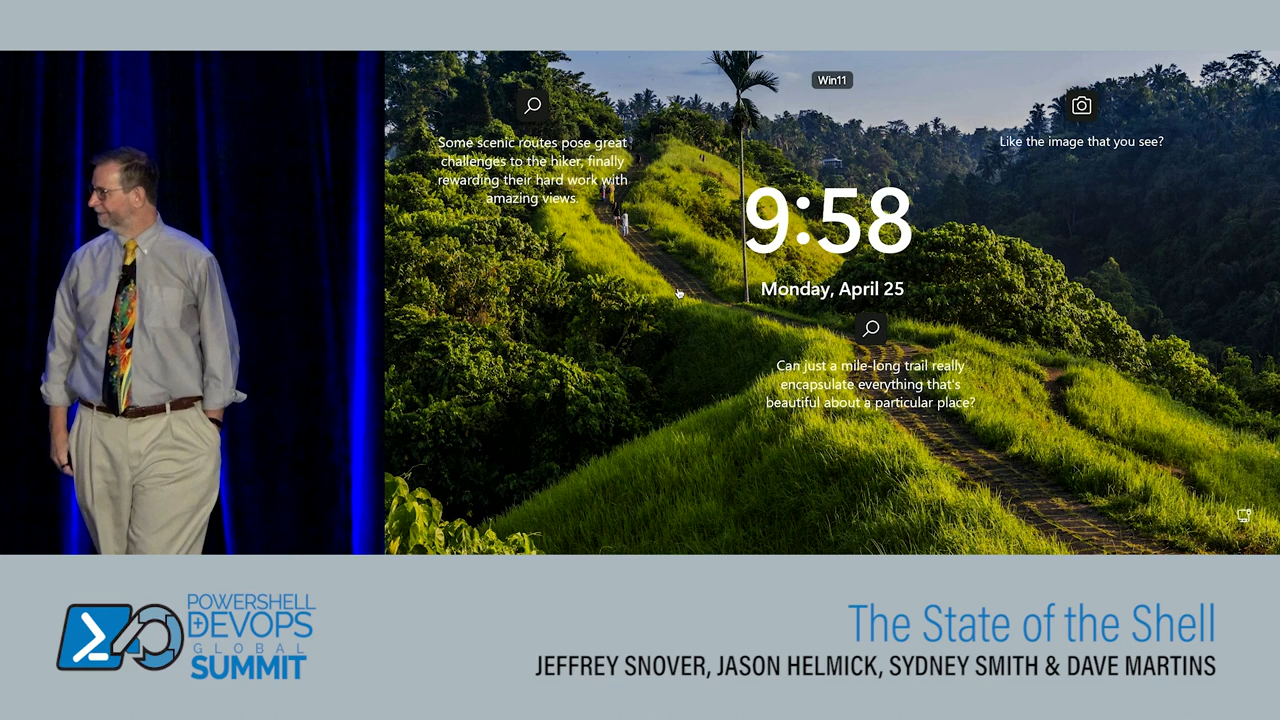 Win11
Some scenic routes pose great
challenges to the hiker, finally
rewarding their hard work with
amazing views.
Like the image that you see?
9:58
Monday, April 25
Can just a mile-long trail really
encapsulate everything that's
beautiful about a particular place?
POWERSHELL
DEVOPS
GLOBAL
SUMMIT
The State of the Shell
JEFFREY SNOVER, JASON HELMICK, SYDNEY SMITH & DAVE MARTINS